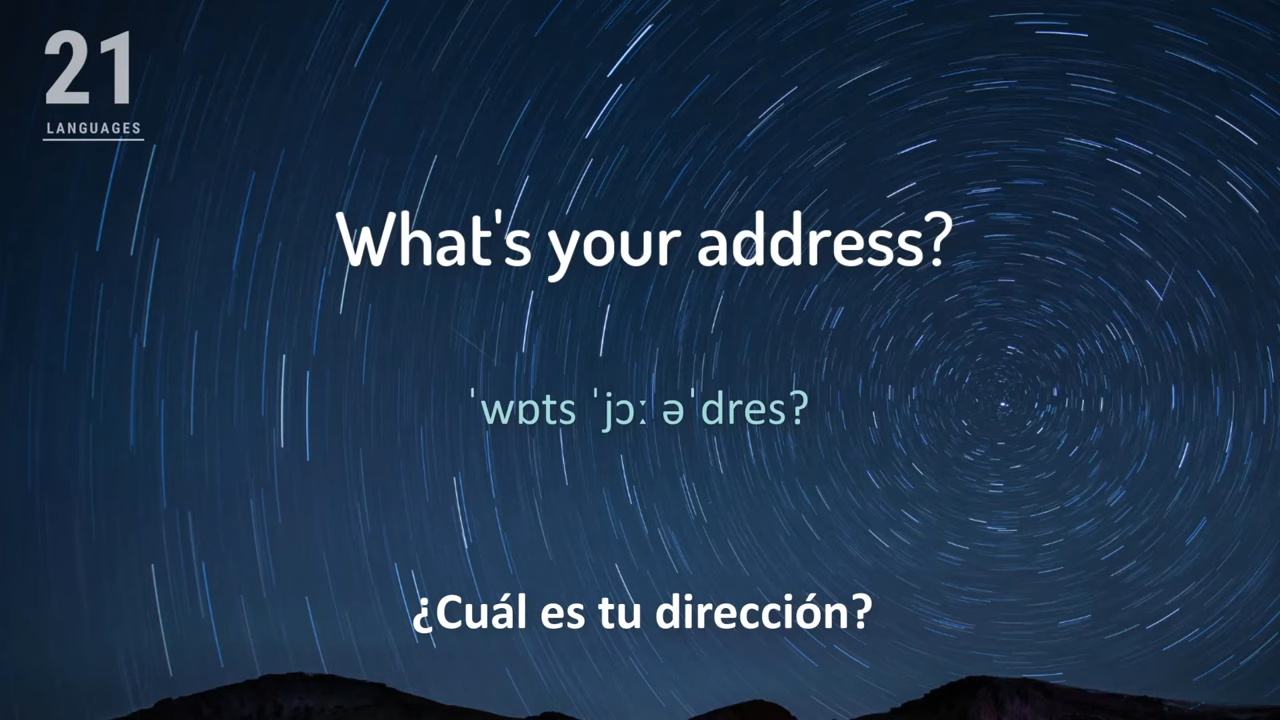 21
LANGUAGES
What's your address?
ˈwɒts ˈjɔː əˈdres?
¿Cuál es tu dirección?